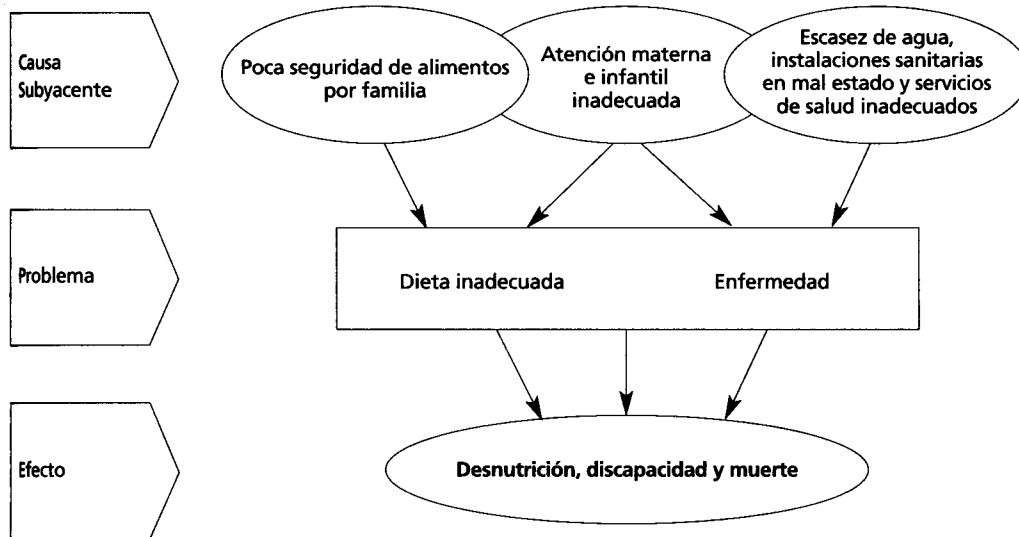 Causa
Subyacente
Poca seguridad de alimentos
por familia
Atención materna
e infantil
inadecuada
Escasez de agua,
instalaciones sanitarias
en mal estado y servicios
de salud inadecuados
Problema
Dieta inadecuada
Enfermedad
Efecto
Desnutrición, discapacidad y muerte